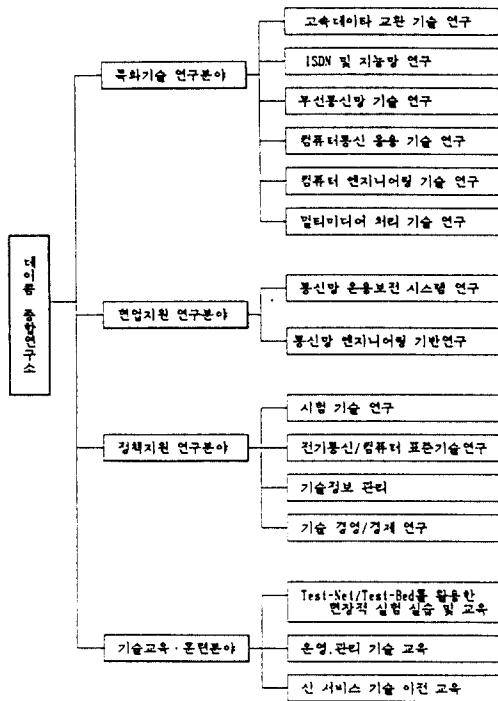 데이콤 종합연구소
특화기술 연구분야
고속데이타 교환 기술 연구
ISDN 및 지능망 연구
무선통신망 기술 연구
컴퓨터통신 응용 기술 연구
컴퓨터 엔지니어링 기술 연구
멀티미디어 처리 기술 연구
현업지원 연구분야
통신망 운용보전 시스템 연구
통신망 엔지니어링 기반연구
정책지원 연구분야
시험 기술 연구
전기통신/컴퓨터 표준기술연구
기술정보 관리
기술 경영/경제 연구
기술교육·훈련분야
Test-Net/Test-Bed를 활용한
현장적 실험 실습 및 교육
운영.관리 기술 교육
신 서비스 기술 이전 교육